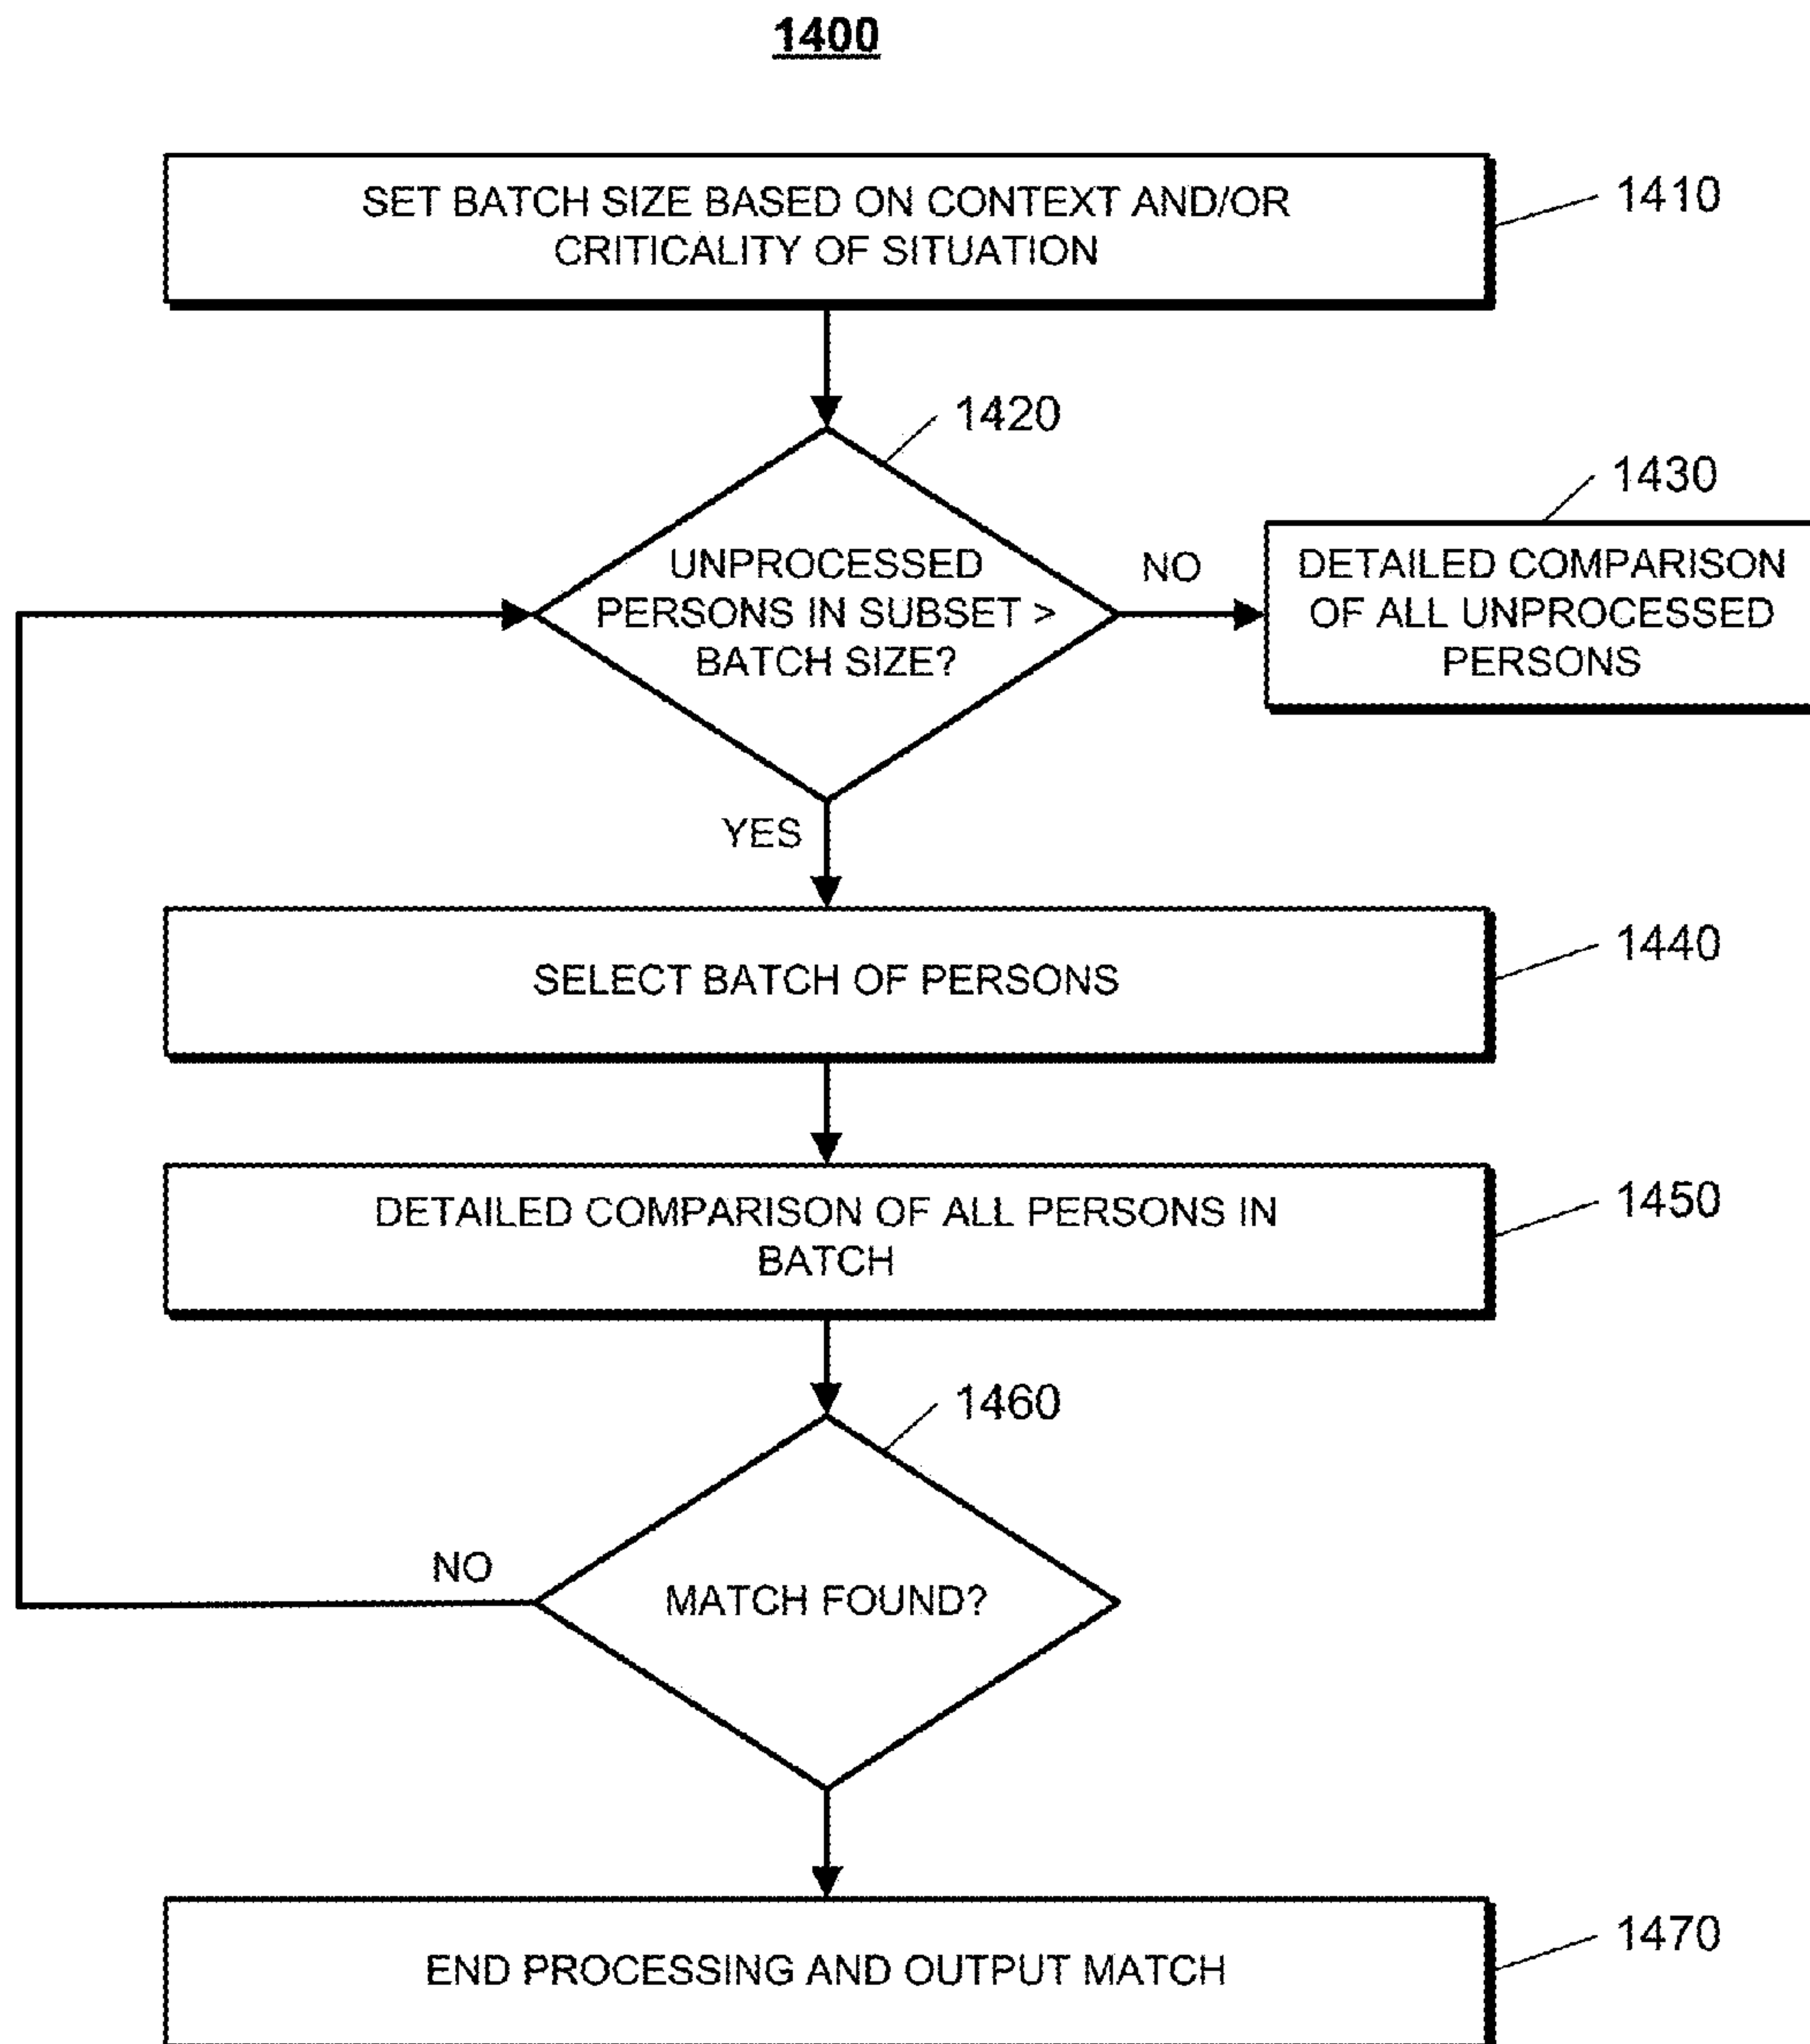 1400
SET BATCH SIZE BASED ON CONTEXT AND/OR
CRITICALITY OF SITUATION
1410
1420
UNPROCESSED
PERSONS IN SUBSET >
BATCH SIZE?
NO
1430
DETAILED COMPARISON
OF ALL UNPROCESSED
PERSONS
YES
SELECT BATCH OF PERSONS
1440
DETAILED COMPARISON OF ALL PERSONS IN
BATCH
1450
1460
NO
MATCH FOUND?
END PROCESSING AND OUTPUT MATCH
1470